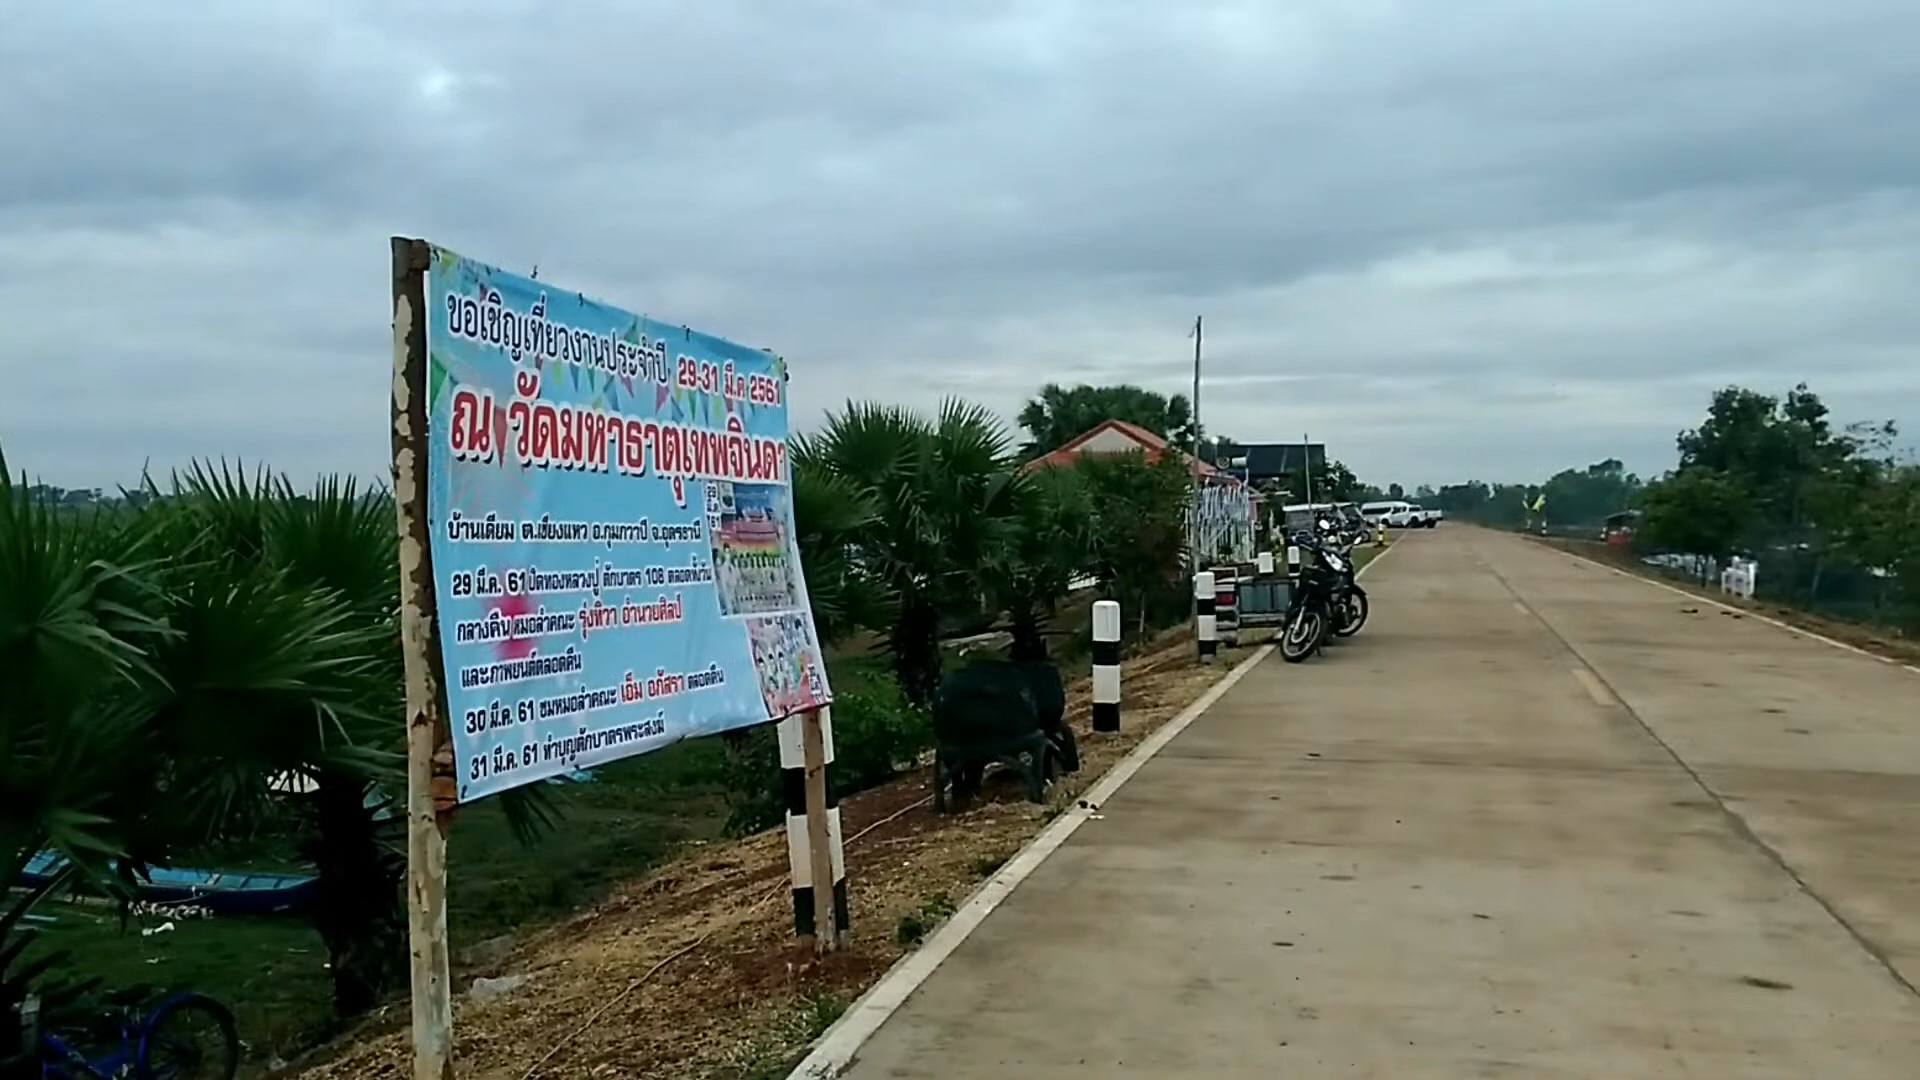 ขอเชิญเที่ยวงานประจำปี 29-31 มี.ค 2561
ณ วัดมหาธาตุเทพจินดา
บ้านเดียม ต.เชียงแหว อ.กุมภวาปี จ.อุดรธานี
29 มี.ค. 61 ปิดทองหลวงปู่ ตักบาตร 108 ตลอดทั้งวัน
กลางคืน หมอลำคณะ รุ่งทิวา อำนวยศิลป์
และภาพยนต์ตลอดคืน
30 มี.ค. 61 ชมหมอลำคณะ เอ็ม อภัสรา ตลอดคืน
31 มี.ค. 61 ทำบุญตักบาตรพระสงฆ์
29
มี.ค
61